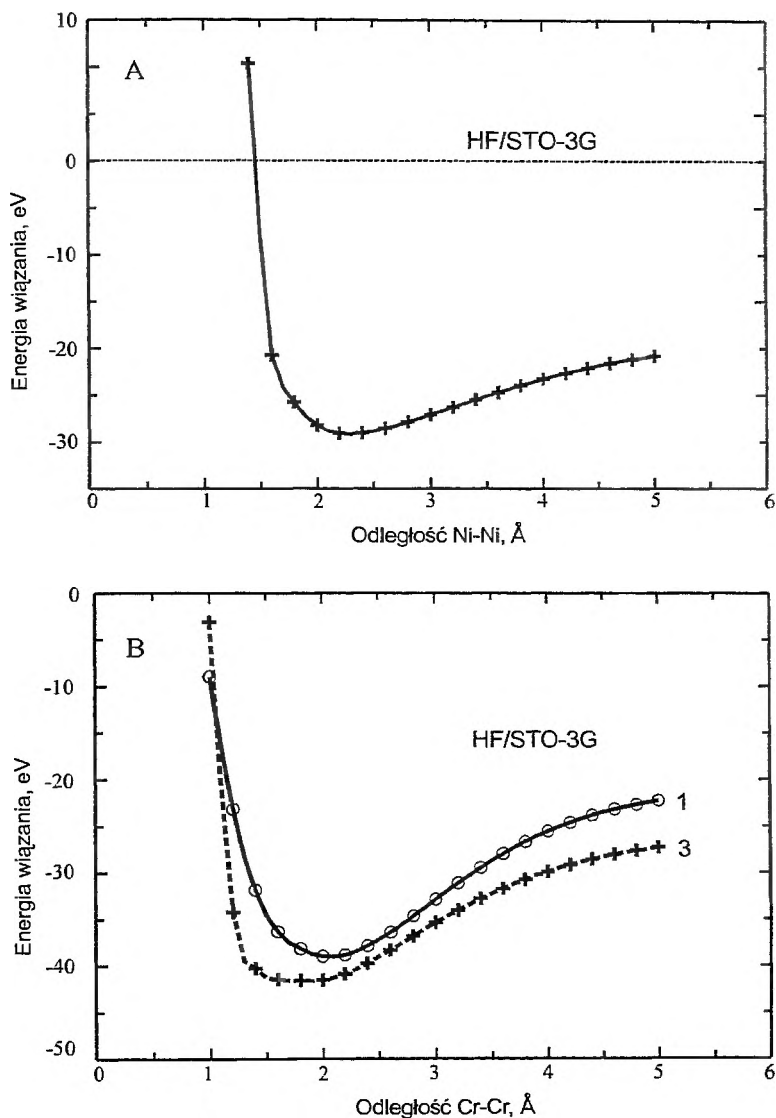 10
A
HF/STO-3G
0
-10
-20
-30
Energia wiązania, eV
0 1 2 3 4 5 6
Odległość Ni-Ni, Å
0
B
-10
HF/STO-3G
-20
1
3
-30
-40
-50
Energia wiązania, eV
0 1 2 3 4 5 6
Odległość Cr-Cr, Å